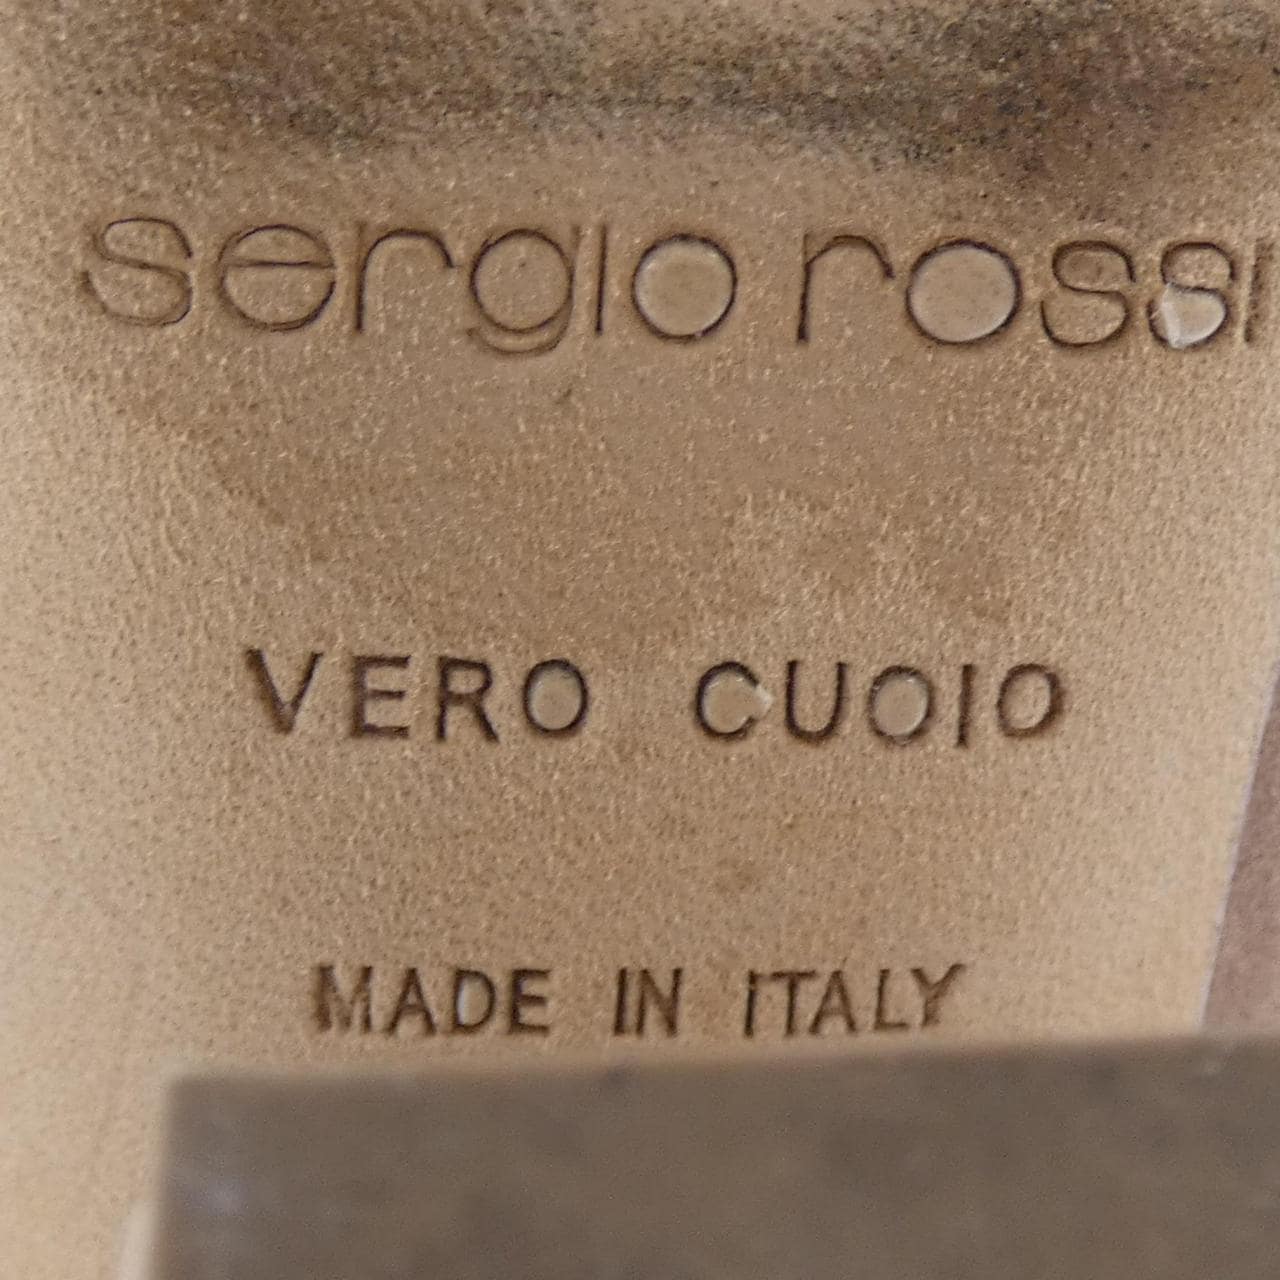 sergio rossi
VERO CUOIO
MADE IN ITALY